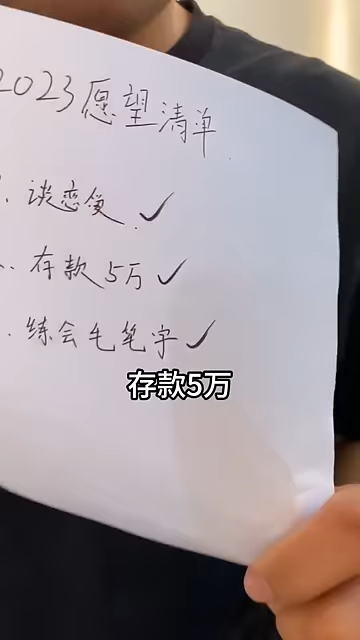 2023愿望清单
谈恋爱 ✓
存款5万 ✓
练会毛笔字 ✓
存款5万